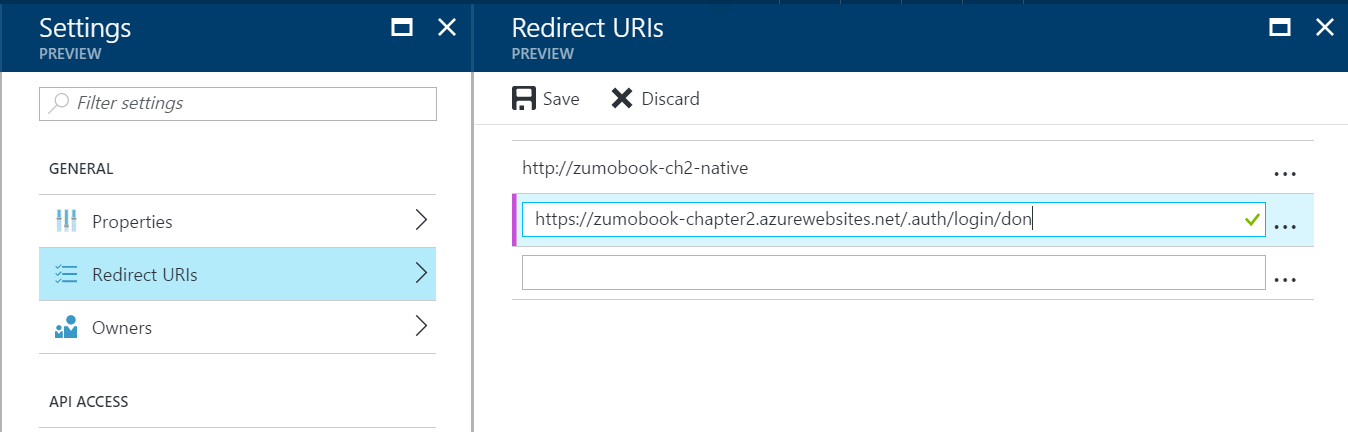 Settings
PREVIEW
Filter settings
GENERAL
Properties
Redirect URIs
Owners
API ACCESS
Redirect URIs
PREVIEW
Save Discard
http://zumobook-ch2-native ...
https://zumobook-chapter2.azurewebsites.net/.auth/login/don ...
...